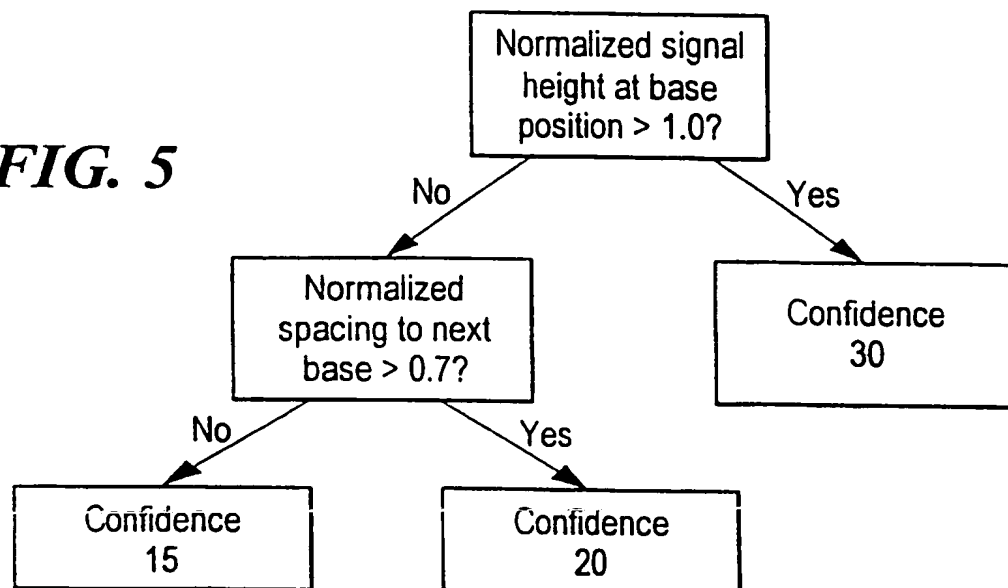 Normalized signal
height at base
position > 1.0?
FIG. 5
No
Yes
Normalized
spacing to next
base > 0.7?
Confidence
30
No
Yes
Confidence
15
Confidence
20